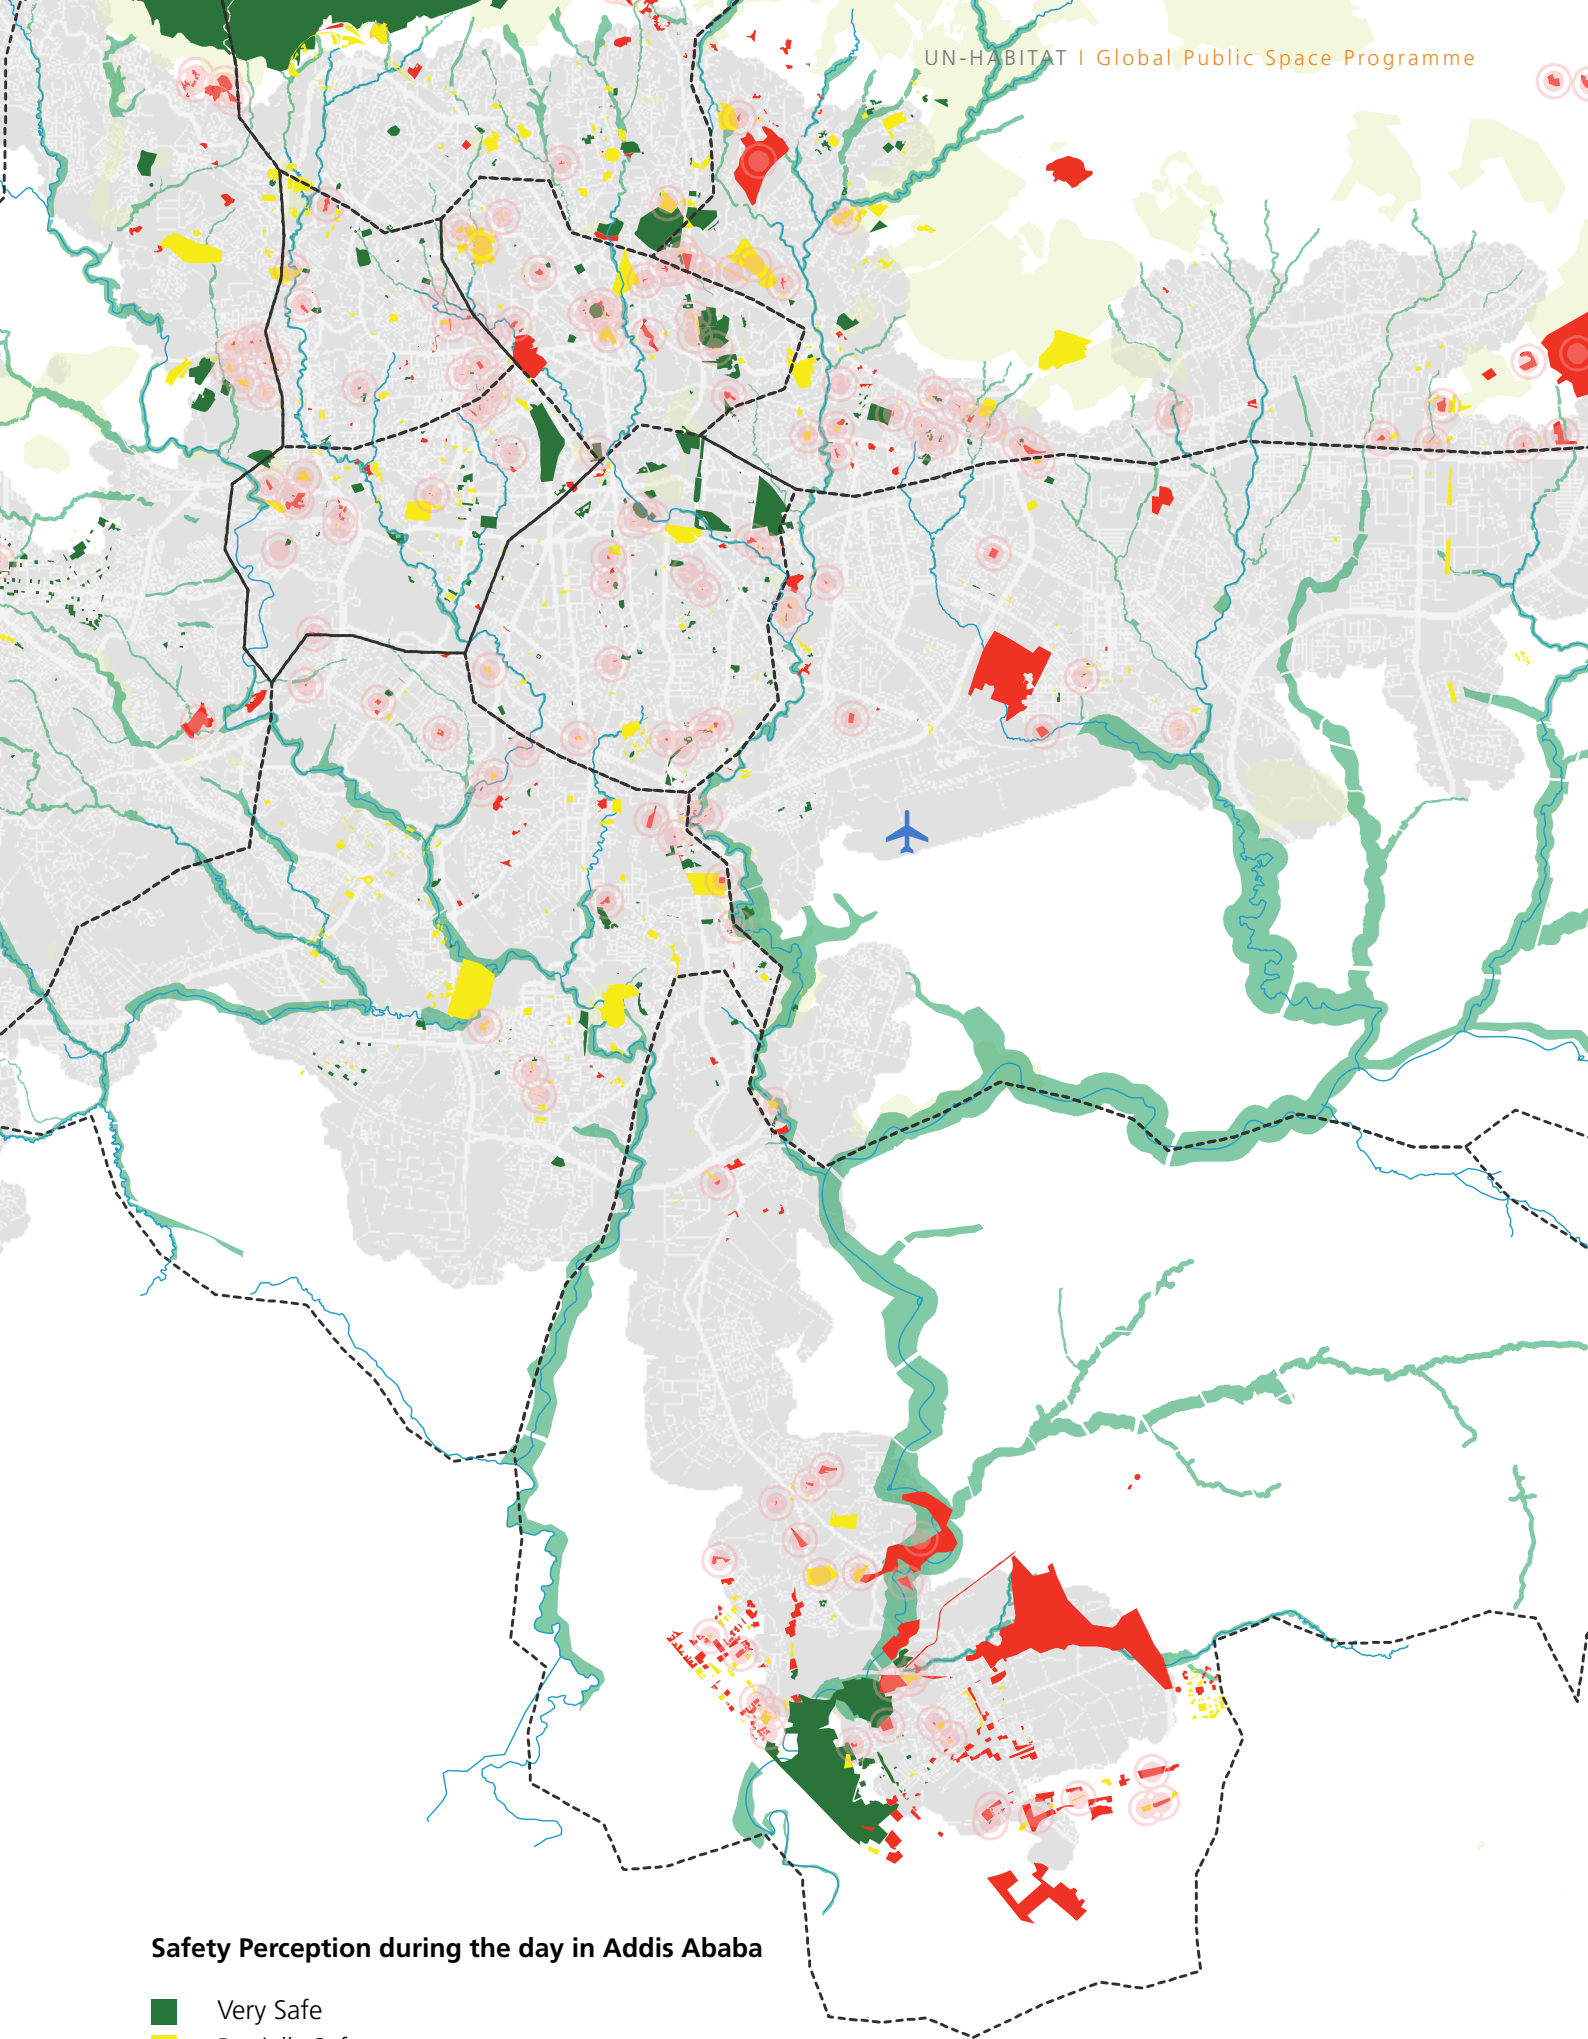 UN-HABITAT I Global Public Space Programme
Safety Perception during the day in Addis Ababa
Very Safe